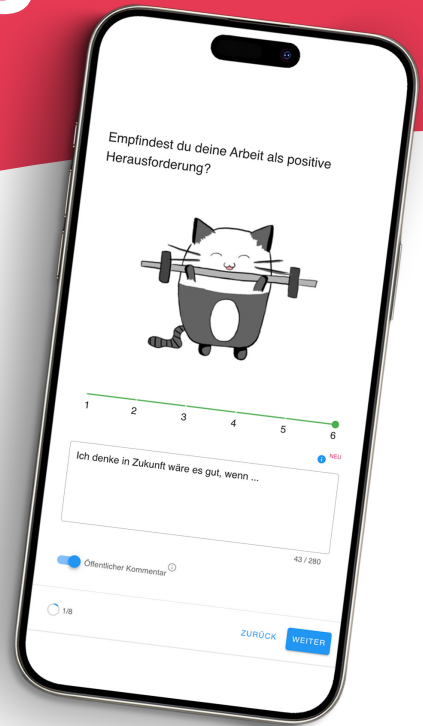 Empfindest du deine Arbeit als positive
Herausforderung?
1 2 3 4 5 6
NEU
Ich denke in Zukunft wäre es gut, wenn ...
43 / 280
Öffentlicher Kommentar
1/8
ZURÜCK WEITER